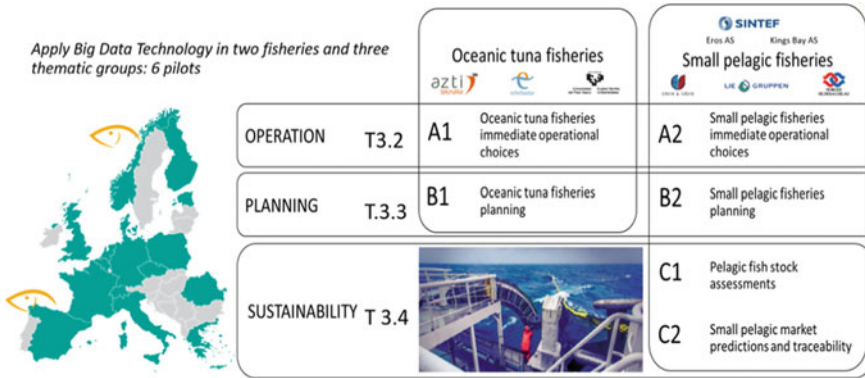 Apply Big Data Technology in two fisheries and three
thematic groups: 6 pilots
Oceanic tuna fisheries
azti
SINTEF
Eros AS Kings Bay AS
Small pelagic fisheries
LIE GRUPPEN
OPERATION T3.2
A1 Oceanic tuna fisheries
immediate operational
choices
A2 Small pelagic fisheries
immediate operational
choices
PLANNING T.3.3
B1 Oceanic tuna fisheries
planning
B2 Small pelagic fisheries
planning
SUSTAINABILITY T 3.4
C1 Pelagic fish stock
assessments
C2 Small pelagic market
predictions and traceability